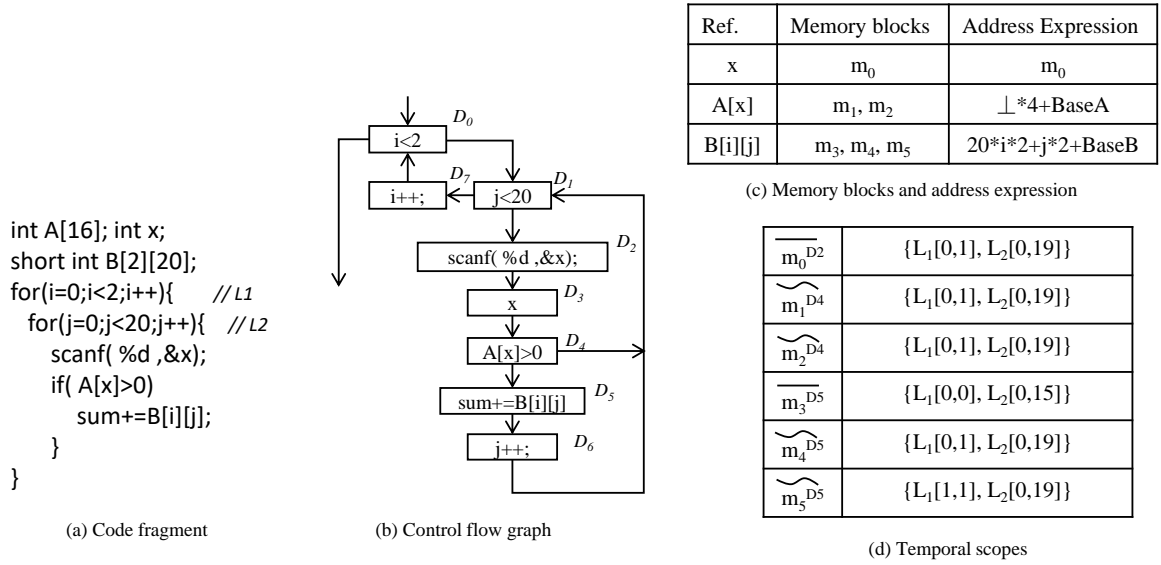 int A[16]; int x;
short int B[2][20];
for(i=0;i<2;i++){ // L1
for(j=0;j<20;j++){ // L2
scanf( %d ,&x);
if( A[x]>0)
sum+=B[i][j];
}
}
(a) Code fragment
D0
i<2
D7
i++;
D1
j<20
D2
scanf( %d ,&x);
D3
x
D4
A[x]>0
D5
sum+=B[i][j]
D6
j++;
(b) Control flow graph
Ref. Memory blocks Address Expression
x m0 m0
A[x] m1, m2 ⊥*4+BaseA
B[i][j] m3, m4, m5 20*i*2+j*2+BaseB
(c) Memory blocks and address expression
m0D2 {L1[0,1], L2[0,19]}
m1D4 {L1[0,1], L2[0,19]}
m2D4 {L1[0,1], L2[0,19]}
m3D5 {L1[0,0], L2[0,15]}
m4D5 {L1[0,1], L2[0,19]}
m5D5 {L1[1,1], L2[0,19]}
(d) Temporal scopes